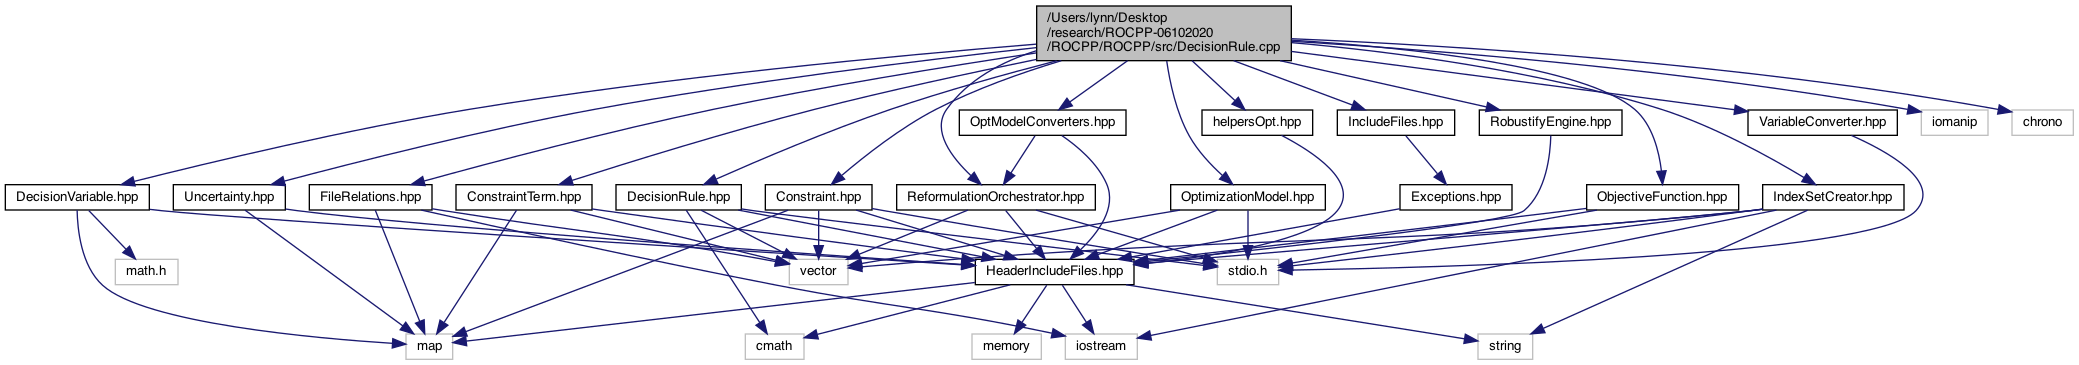 /Users/lynn/Desktop
/research/ROCPP-06102020
/ROCPP/ROCPP/src/DecisionRule.cpp
OptModelConverters.hpp
helpersOpt.hpp
IncludeFiles.hpp
RobustifyEngine.hpp
VariableConverter.hpp
iomanip
chrono
DecisionVariable.hpp
Uncertainty.hpp
FileRelations.hpp
ConstraintTerm.hpp
DecisionRule.hpp
Constraint.hpp
ReformulationOrchestrator.hpp
OptimizationModel.hpp
Exceptions.hpp
ObjectiveFunction.hpp
IndexSetCreator.hpp
math.h
vector
HeaderIncludeFiles.hpp
stdio.h
map
cmath
memory
iostream
string